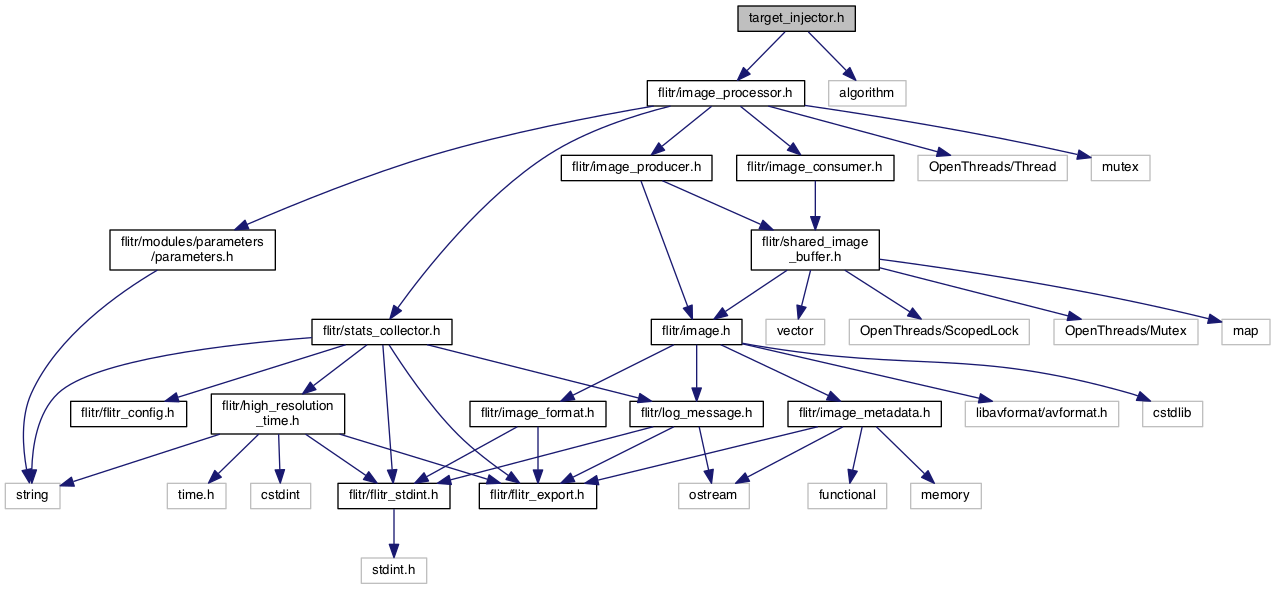 target_injector.h
flitr/image_processor.h
algorithm
flitr/image_producer.h
flitr/image_consumer.h
OpenThreads/Thread
mutex
flitr/modules/parameters
/parameters.h
flitr/shared_image
_buffer.h
flitr/stats_collector.h
flitr/image.h
vector
OpenThreads/ScopedLock
OpenThreads/Mutex
map
flitr/flitr_config.h
flitr/high_resolution
_time.h
flitr/image_format.h
flitr/log_message.h
flitr/image_metadata.h
libavformat/avformat.h
cstdlib
string
time.h
cstdint
flitr/flitr_stdint.h
flitr/flitr_export.h
ostream
functional
memory
stdint.h